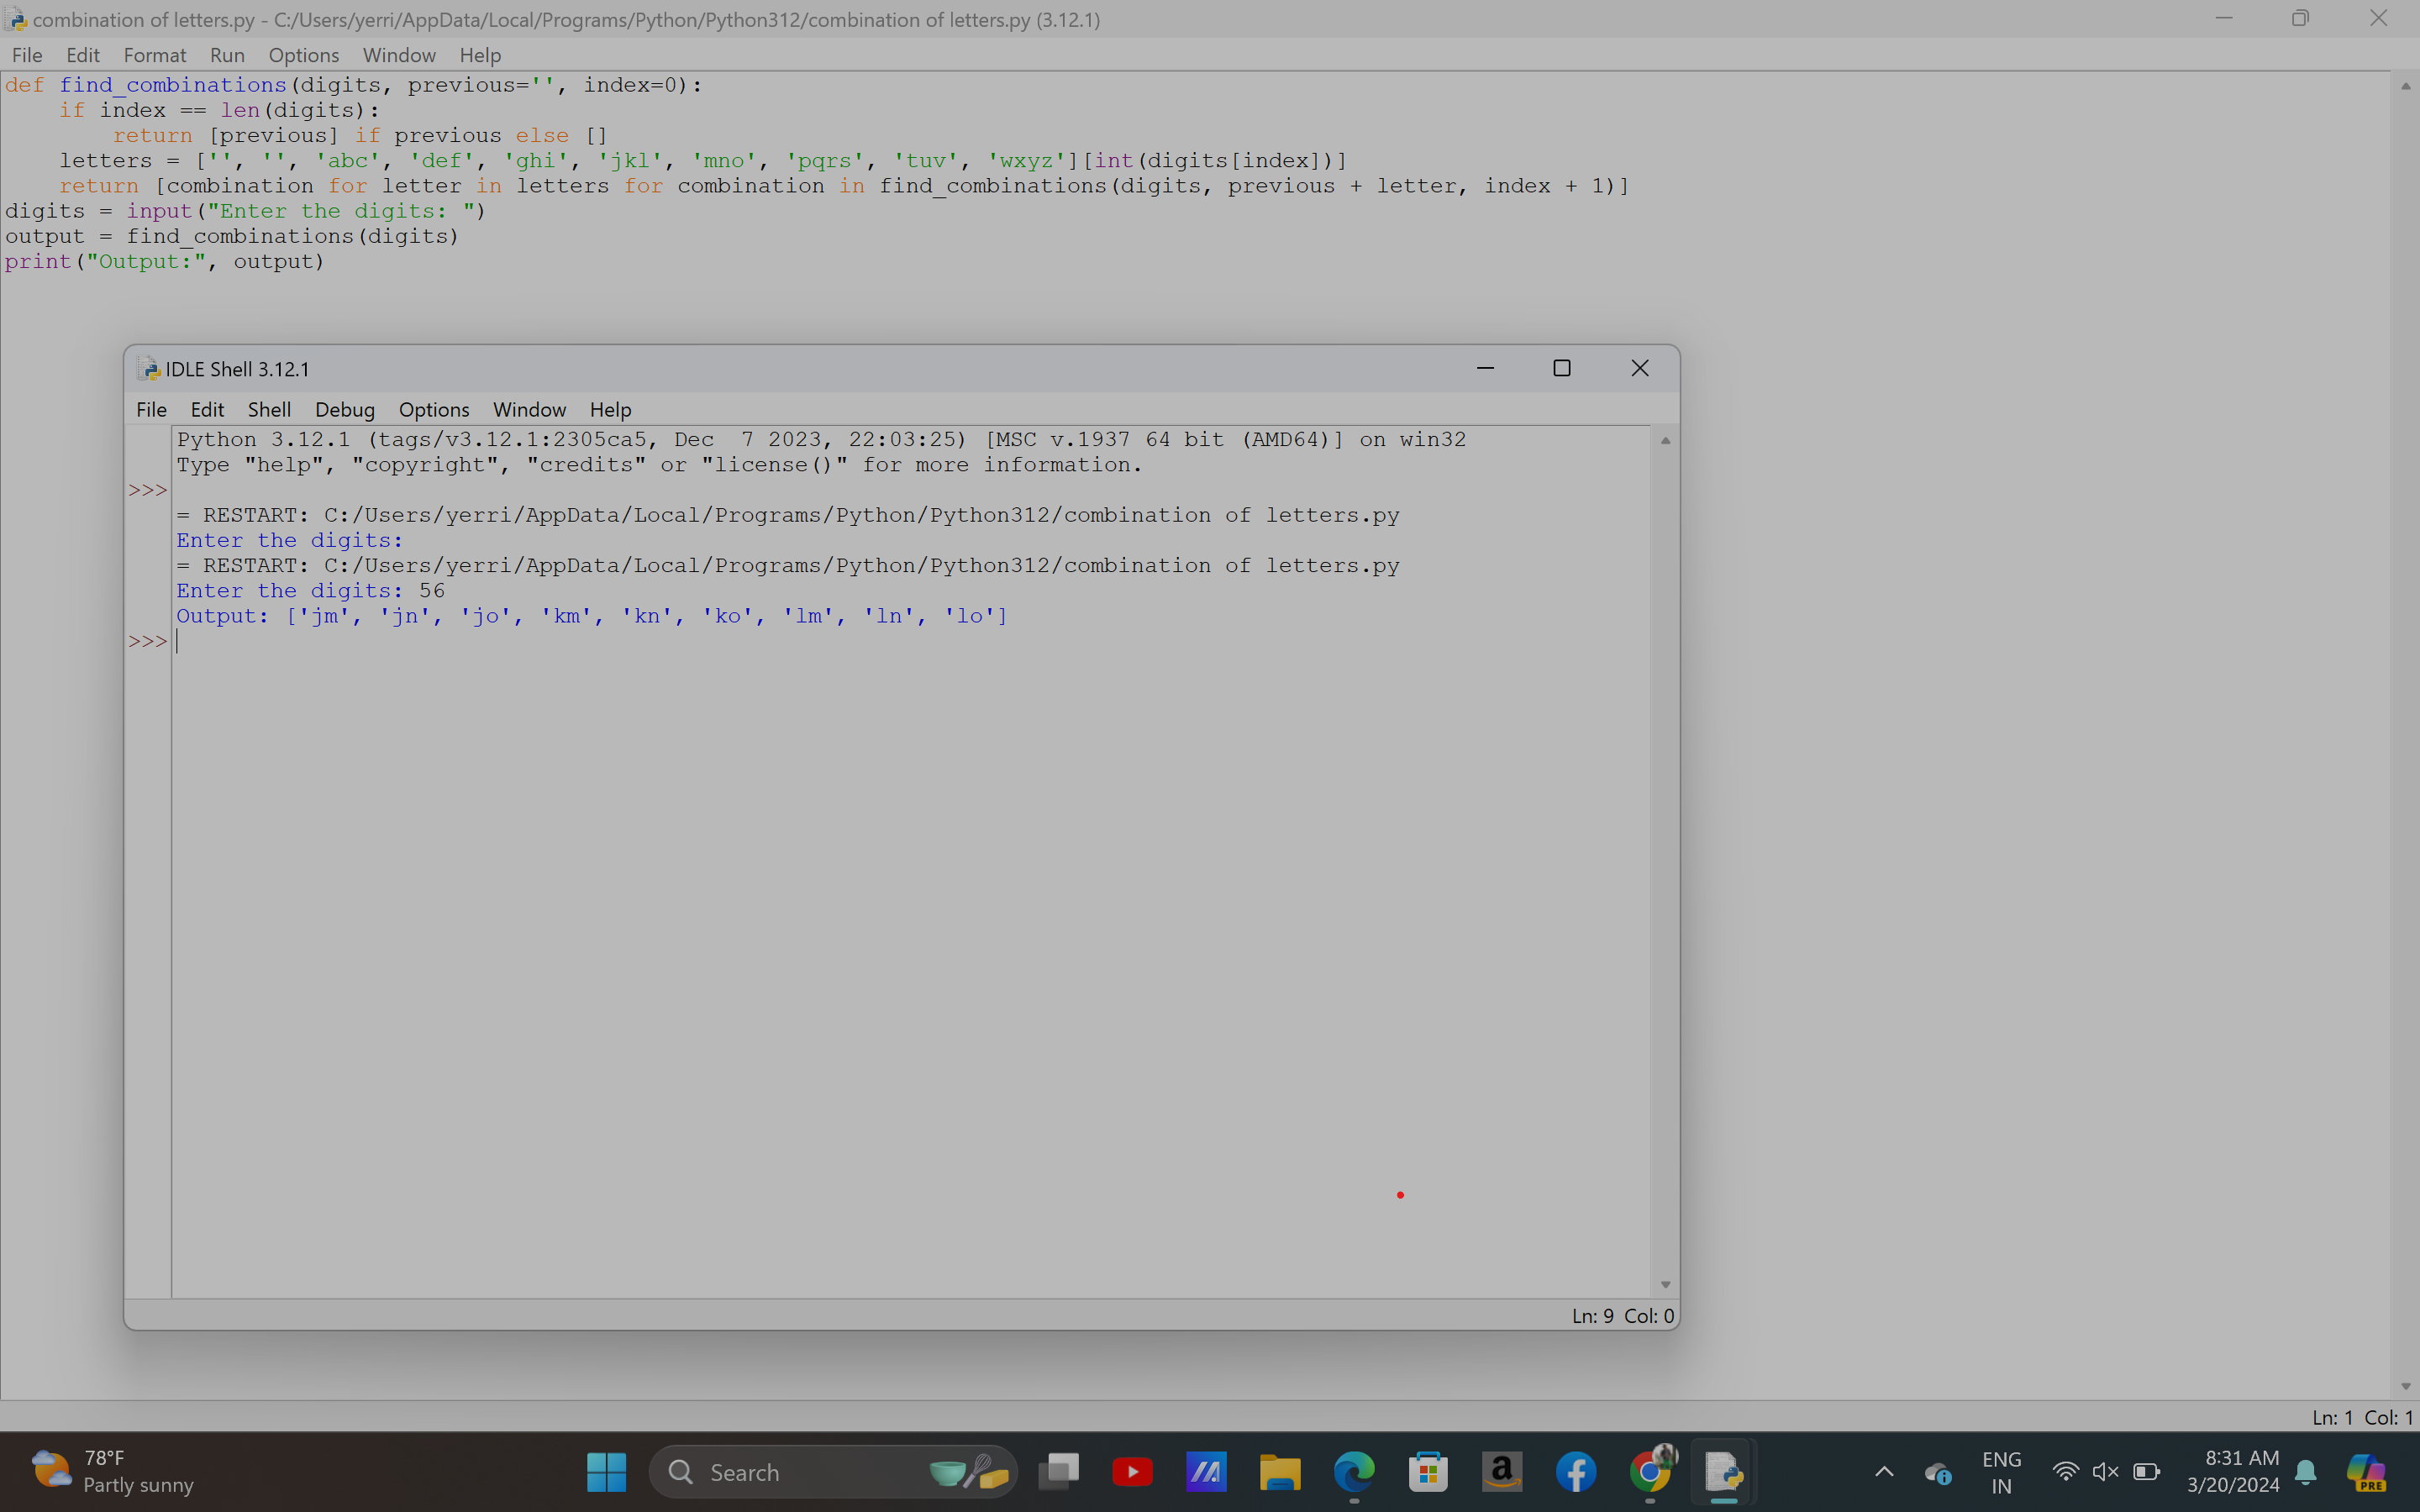 combination of letters.py - C:/Users/yerri/AppData/Local/Programs/Python/Python312/combination of letters.py (3.12.1)
File Edit Format Run Options Window Help
def find_combinations(digits, previous='', index=0):
    if index == len(digits):
        return [previous] if previous else []
    letters = ['', '', 'abc', 'def', 'ghi', 'jkl', 'mno', 'pqrs', 'tuv', 'wxyz'][int(digits[index])]
    return [combination for letter in letters for combination in find_combinations(digits, previous + letter, index + 1)]
digits = input("Enter the digits: ")
output = find_combinations(digits)
print("Output:", output)
IDLE Shell 3.12.1
File Edit Shell Debug Options Window Help
Python 3.12.1 (tags/v3.12.1:2305ca5, Dec  7 2023, 22:03:25) [MSC v.1937 64 bit (AMD64)] on win32
Type "help", "copyright", "credits" or "license()" for more information.
>>>
= RESTART: C:/Users/yerri/AppData/Local/Programs/Python/Python312/combination of letters.py
Enter the digits:
= RESTART: C:/Users/yerri/AppData/Local/Programs/Python/Python312/combination of letters.py
Enter the digits: 56
Output: ['jm', 'jn', 'jo', 'km', 'kn', 'ko', 'lm', 'ln', 'lo']
>>>
Ln: 9 Col: 0
Ln: 1 Col: 1
78°F
Partly sunny
Search
a
ENG
IN
8:31 AM
3/20/2024
PRE